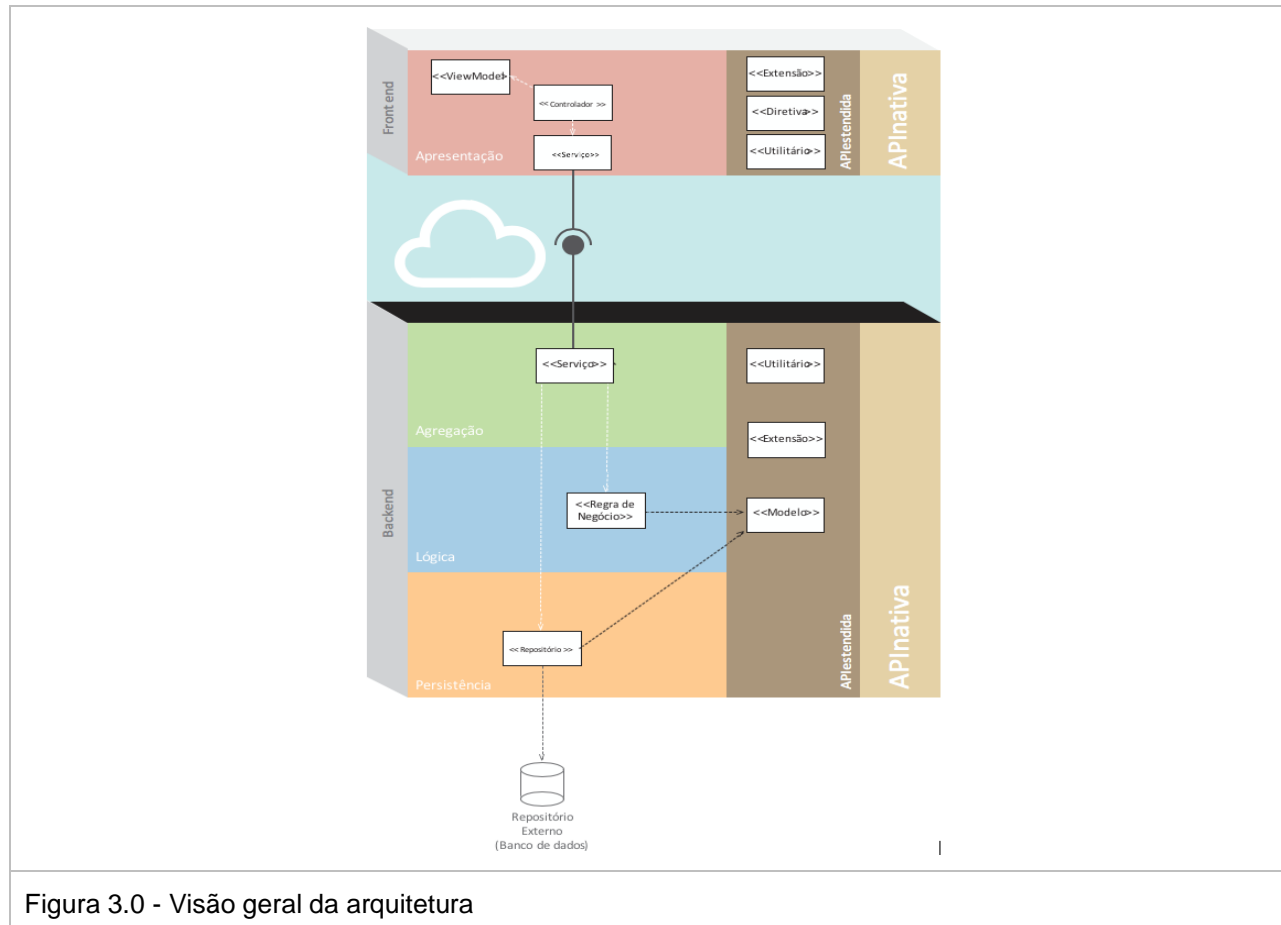 Front end
<<ViewModel>
<< Controlador >>
<<Serviço>>
Apresentação
<<Extensão>>
<<Diretiva>>
<<Utilitário>>
APIestendida
APInativa
Backend
<<Serviço>>
Agregação
<<Regra de
Negócio>>
Lógica
<< Repositório >>
Persistência
<<Utilitário>>
<<Extensão>>
<<Modelo>>
APIestendida
APInativa
Repositório
Externo
(Banco de dados)
Figura 3.0 - Visão geral da arquitetura